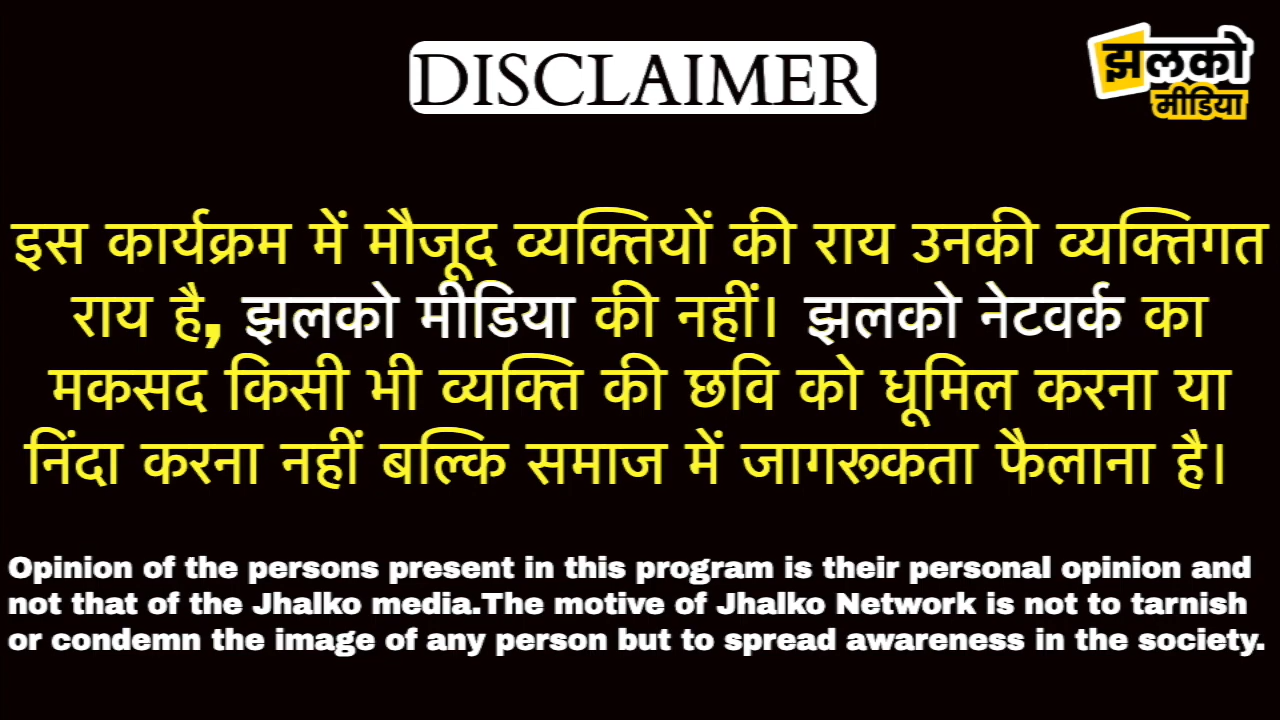 DISCLAIMER
झलको
मीडिया
इस कार्यक्रम में मौजूद व्यक्तियों की राय उनकी व्यक्तिगत
राय है, झलको मीडिया की नहीं। झलको नेटवर्क का
मकसद किसी भी व्यक्ति की छवि को धूमिल करना या
निंदा करना नहीं बल्कि समाज में जागरूकता फैलाना है।
Opinion of the persons present in this program is their personal opinion and
not that of the Jhalko media.The motive of Jhalko Network is not to tarnish
or condemn the image of any person but to spread awareness in the society.